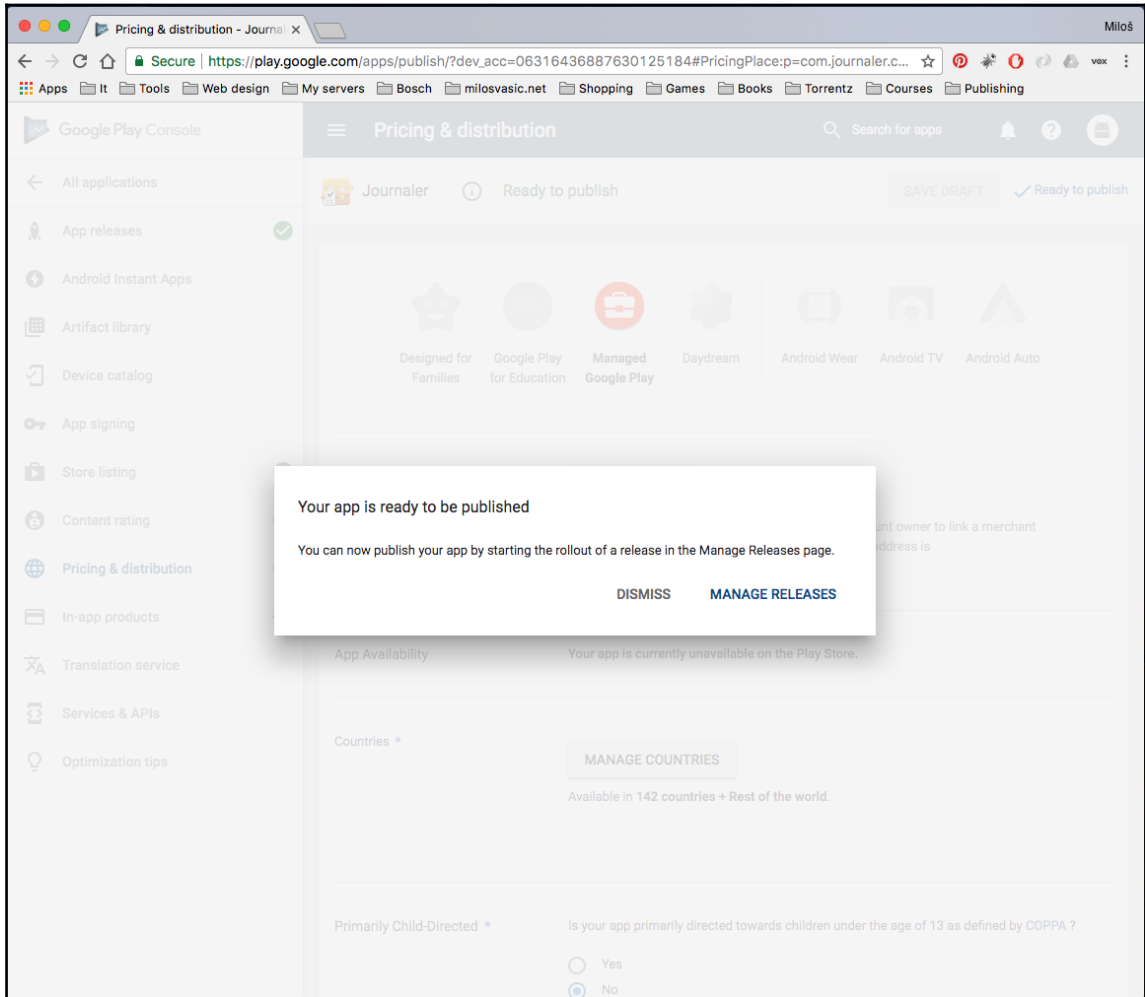 Pricing & distribution - Journal
Miloš
Secure | https://play.google.com/apps/publish/?dev_acc=06316436887630125184#PricingPlace:p=com.journaler.c...
vex
Apps It Tools Web design My servers Bosch milosvasic.net Shopping Games Books Torrentz Courses Publishing
Google Play Console
Pricing & distribution
Search for apps
All applications
Journaler Ready to publish
SAVE DRAFT
Ready to publish
App releases
Android Instant Apps
Artifact library
Device catalog
App signing
Store listing
Content rating
Pricing & distribution
In-app products
Translation service
Services & APIs
Optimization tips
Designed for
Families
Google Play
for Education
Managed
Google Play
Daydream
Android Wear
Android TV
Android Auto
Your app is ready to be published
You can now publish your app by starting the rollout of a release in the Manage Releases page.
DISMISS MANAGE RELEASES
unt owner to link a merchant
ddress is
App Availability
Your app is currently unavailable on the Play Store.
Countries *
MANAGE COUNTRIES
Available in 142 countries + Rest of the world.
Primarily Child-Directed *
Is your app primarily directed towards children under the age of 13 as defined by COPPA ?
Yes
No